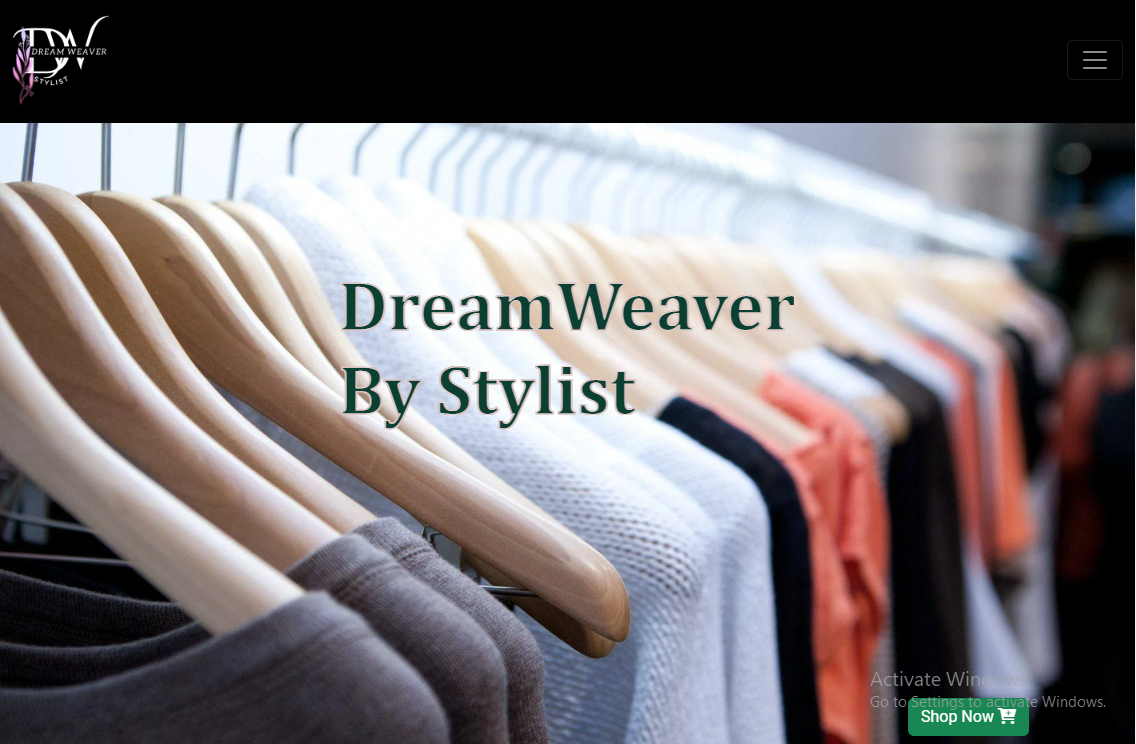 DW
DREAM WEAVER
STYLIST
DreamWeaver
By Stylist
Activate Windows
Go to Settings to activate Windows.
Shop Now